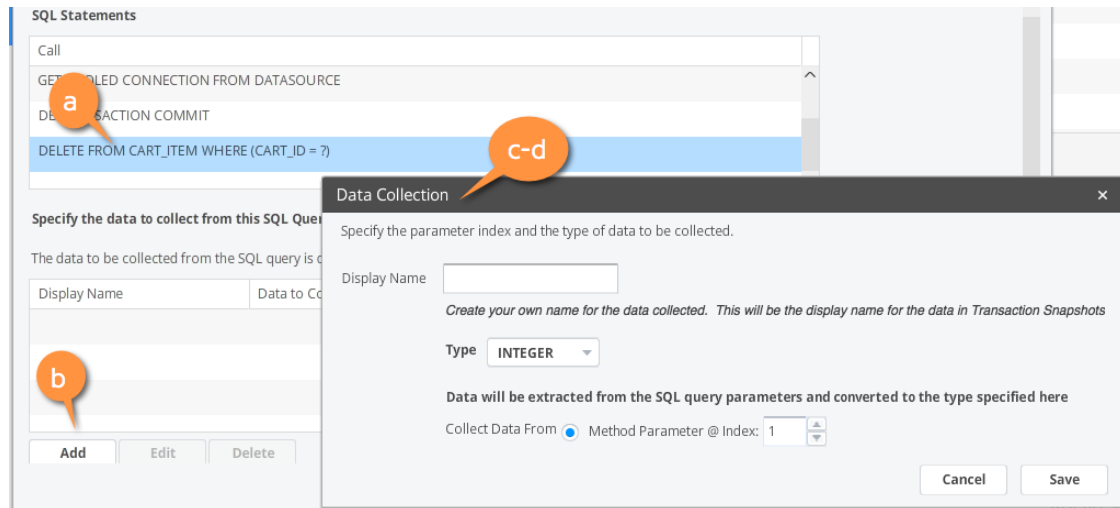 SQL Statements
Call
GET POOLED CONNECTION FROM DATASOURCE
a
TRANSACTION COMMIT
DELETE FROM CART_ITEM WHERE (CART_ID = ?)
c-d
Data Collection
Specify the data to collect from this SQL
Specify the parameter index and the type of data to be collected.
The data to be collected from the SQL query is
Display Name
Display Name
Data to
Create your own name for the data collected. This will be the display name for the data in Transaction Snapshots
Type INTEGER
b
Data will be extracted from the SQL query parameters and converted to the type specified here
Collect Data From Method Parameter @ Index: 1
Add Edit Delete
Cancel Save